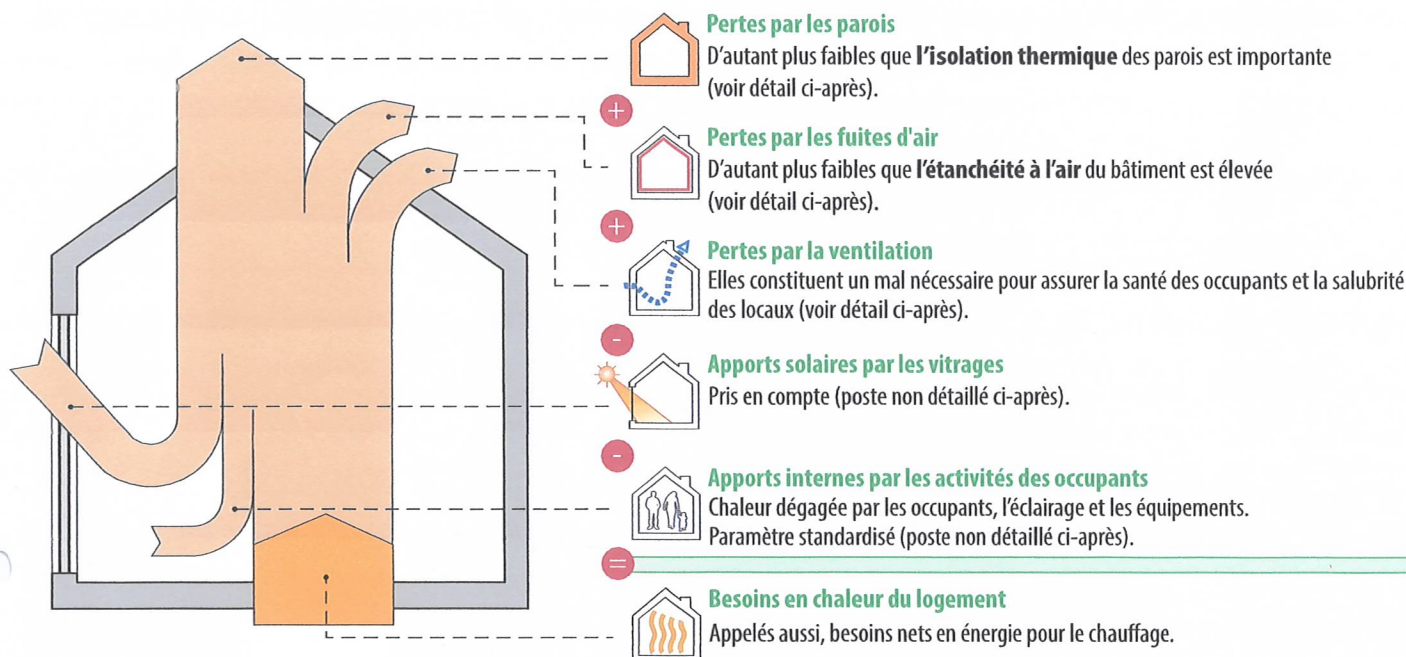 Pertes par les parois
D'autant plus faibles que l'isolation thermique des parois est importante
(voir détail ci-après).
+
Pertes par les fuites d'air
D'autant plus faibles que l'étanchéité à l'air du bâtiment est élevée
(voir détail ci-après).
+
Pertes par la ventilation
Elles constituent un mal nécessaire pour assurer la santé des occupants et la salubrité
des locaux (voir détail ci-après).
-
Apports solaires par les vitrages
Pris en compte (poste non détaillé ci-après).
-
Apports internes par les activités des occupants
Chaleur dégagée par les occupants, l'éclairage et les équipements.
Paramètre standardisé (poste non détaillé ci-après).
=
Besoins en chaleur du logement
Appelés aussi, besoins nets en énergie pour le chauffage.